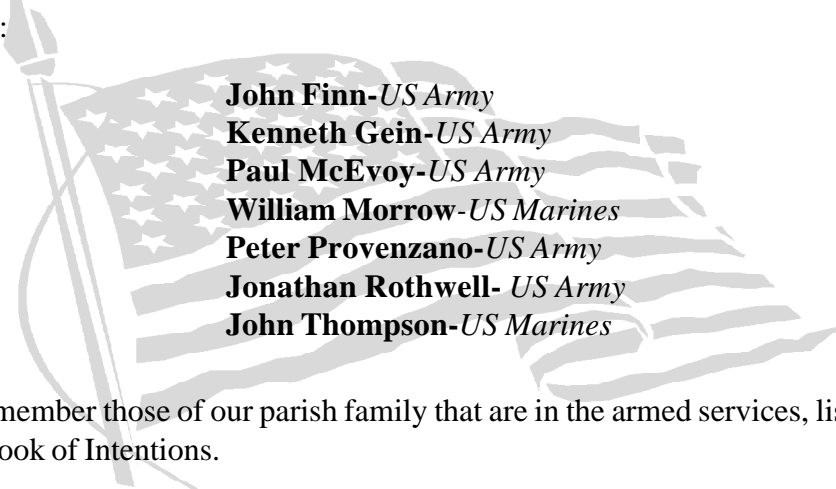 :
John Finn-US Army
Kenneth Gein-US Army
Paul McEvoy-US Army
William Morrow-US Marines
Peter Provenzano-US Army
Jonathan Rothwell- US Army
John Thompson-US Marines
member those of our parish family that are in the armed services, lis
ook of Intentions.